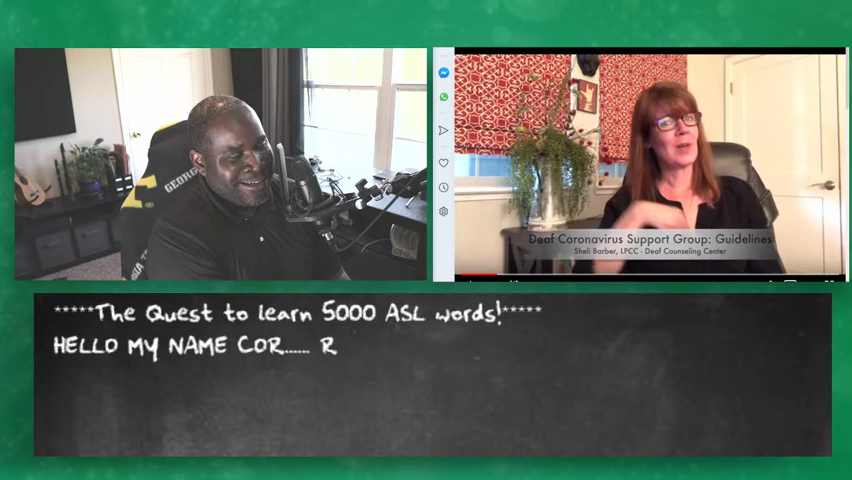 GEORG
Deaf Coronavirus Support Group: Guidelines
Sheli Barber, LPCC - Deaf Counseling Center
*****The Quest to learn 5000 ASL words!*****
HELLO MY NAME COR...... R